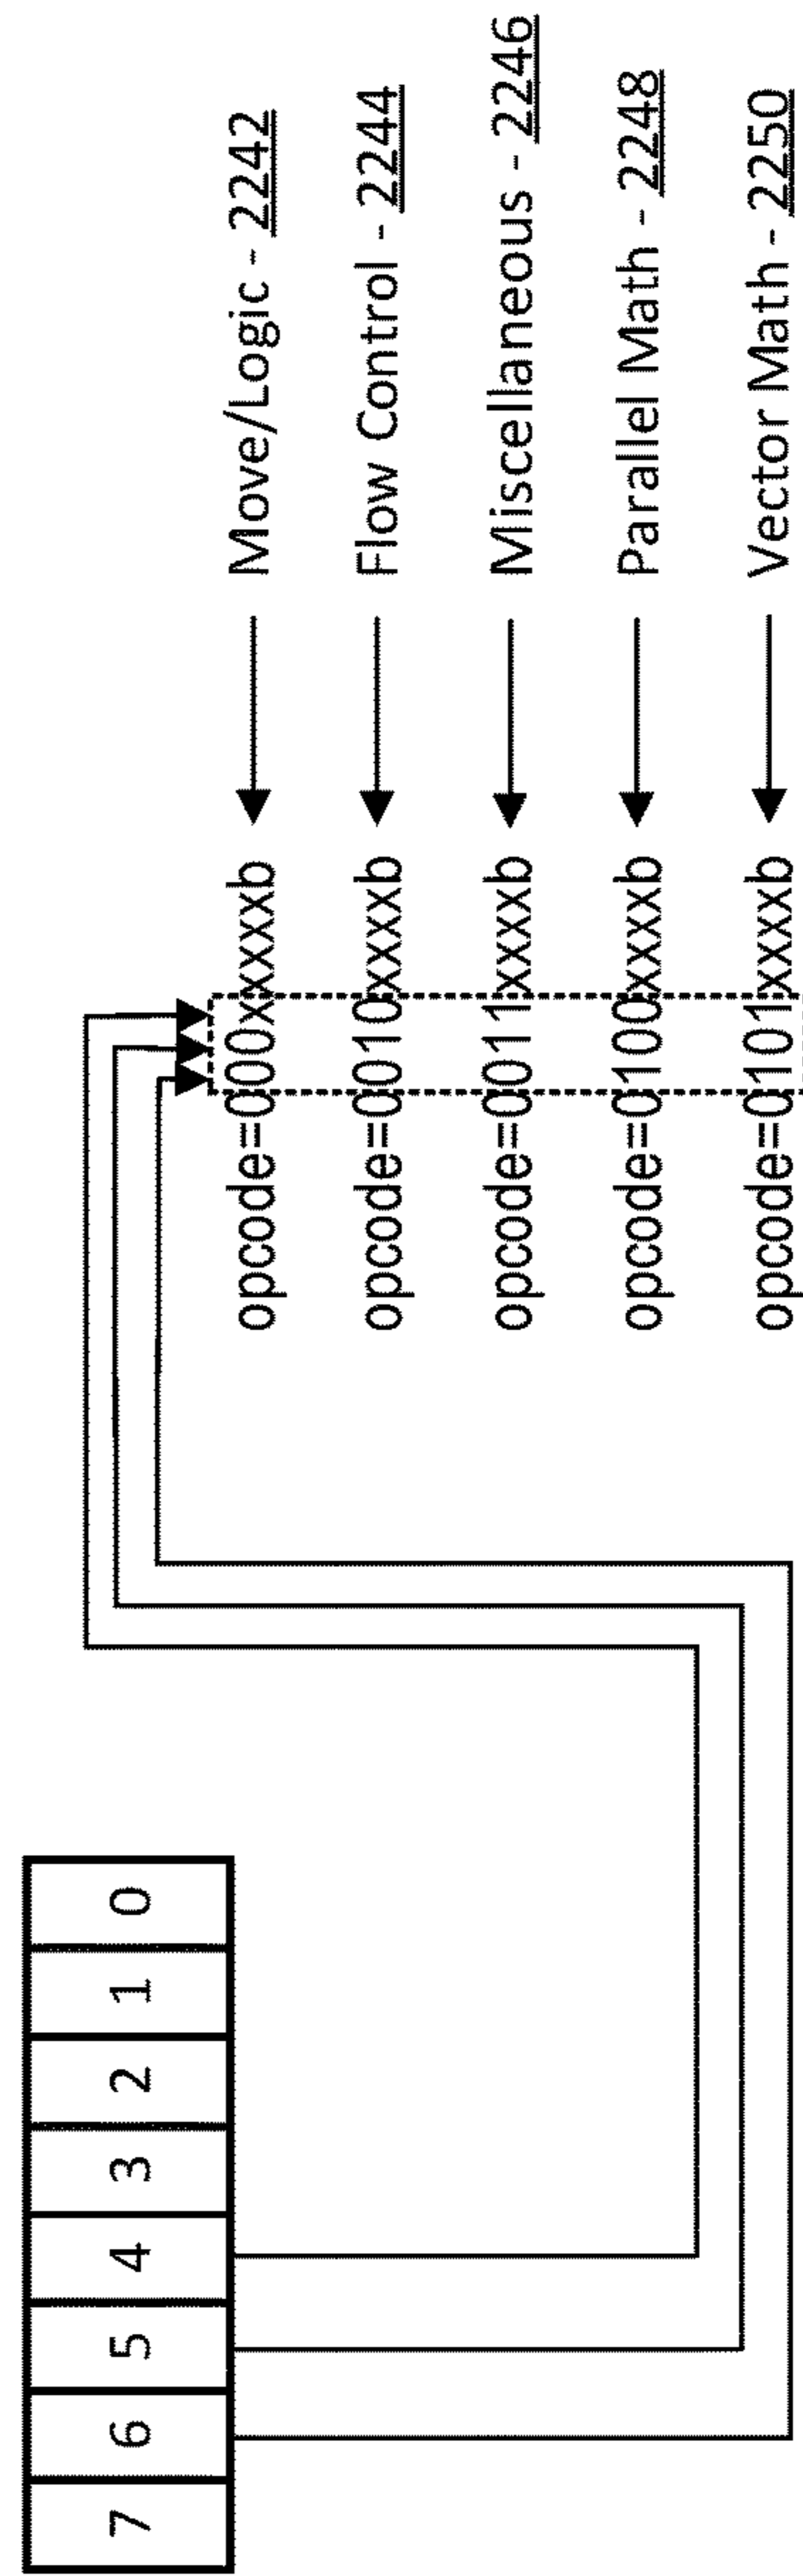 7 6 5 4 3 2 1 0
opcode=000xxxxxb Move/Logic - 2242
opcode=0010xxxxb Flow Control - 2244
opcode=0011xxxxb Miscellaneous - 2246
opcode=0100xxxxb Parallel Math - 2248
opcode=0101xxxxb Vector Math - 2250